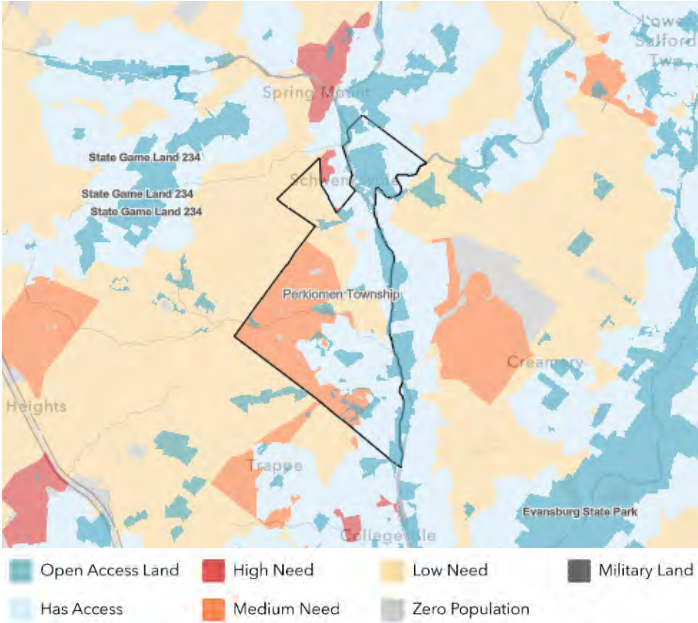 Lower
Salford
Twp
Spring Mount
State Game Land 234
Schwenksville
State Game Land 234
State Game Land 234
Perkiomen Township
Creamery
Heights
Trappe
Evansburg State Park
Collegeville
Open Access Land
High Need
Low Need
Military Land
Has Access
Medium Need
Zero Population